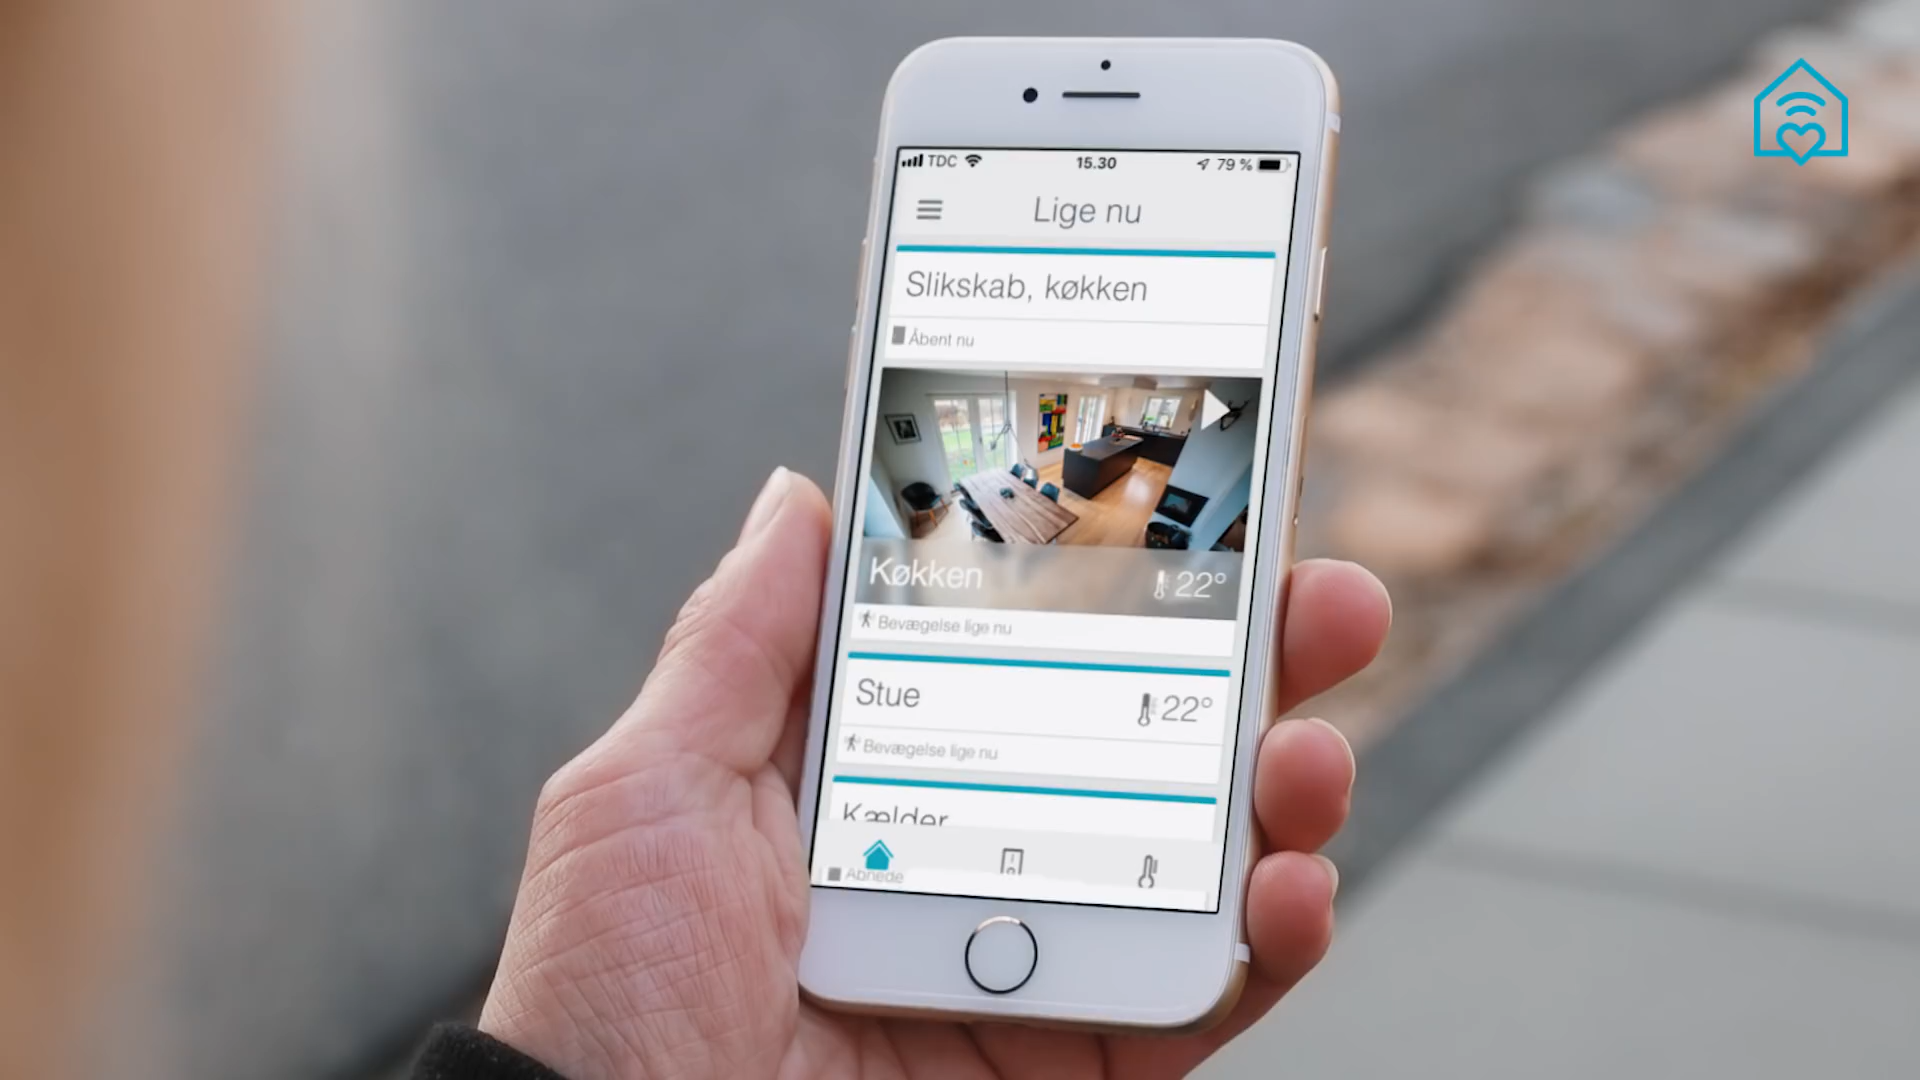 TDC 15.30 79 %
Lige nu
Slikskab, køkken
Åbent nu
Køkken 22°
Bevægelse lige nu
Stue 22°
Bevægelse lige nu
Kælder
Åbnede